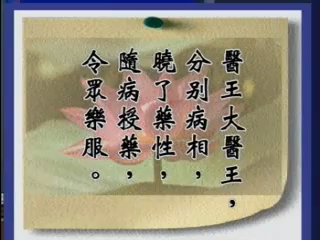 醫王大醫王，
分别病相，
曉了藥性，
隨病授藥，
令眾樂服。